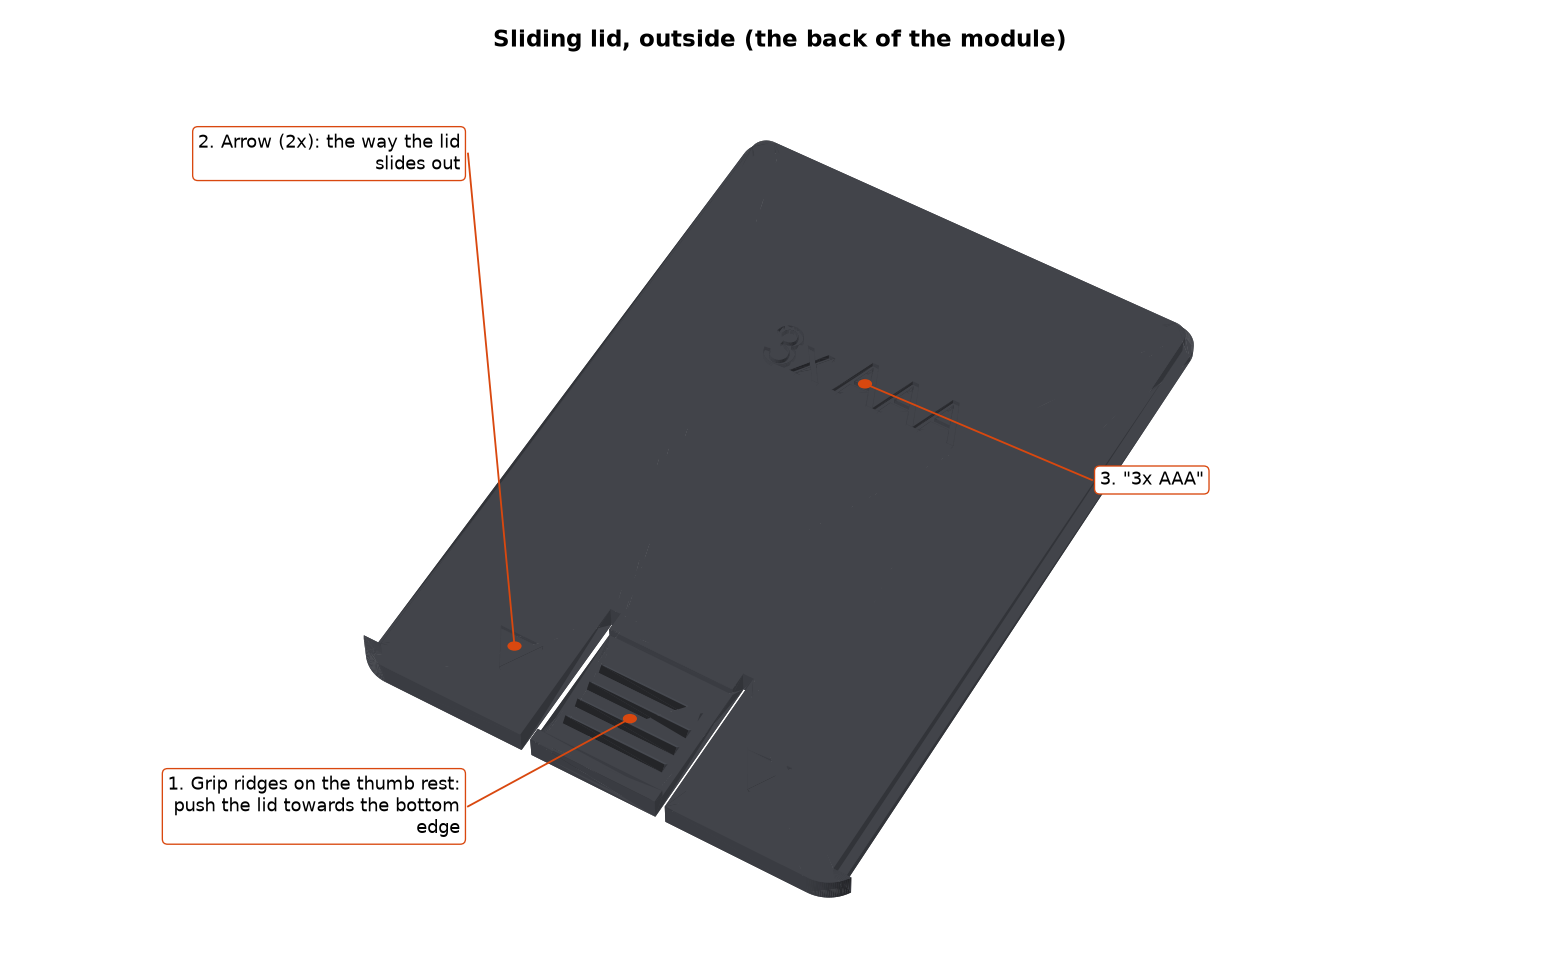 Sliding lid, outside (the back of the module)
2. Arrow (2x): the way the lid
slides out
3x AAA
3. "3x AAA"
1. Grip ridges on the thumb rest:
push the lid towards the bottom
edge